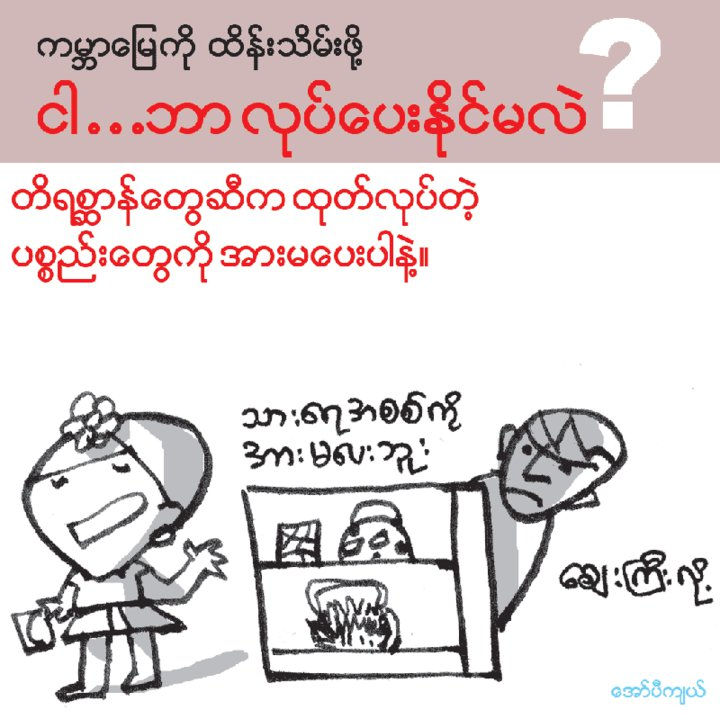 ကမ္ဘာမြေကို ထိန်းသိမ်းဖို့
ငါ...ဘာ လုပ်ပေးနိုင်မလဲ
?
တိရစ္ဆာန်တွေဆီက ထုတ်လုပ်တဲ့
ပစ္စည်းတွေကို အားမပေးပါနဲ့။
သားရေအစစ်ကို
အားမပေးဘူး
ဈေးကြီးလို့
အော်ပီကျယ်